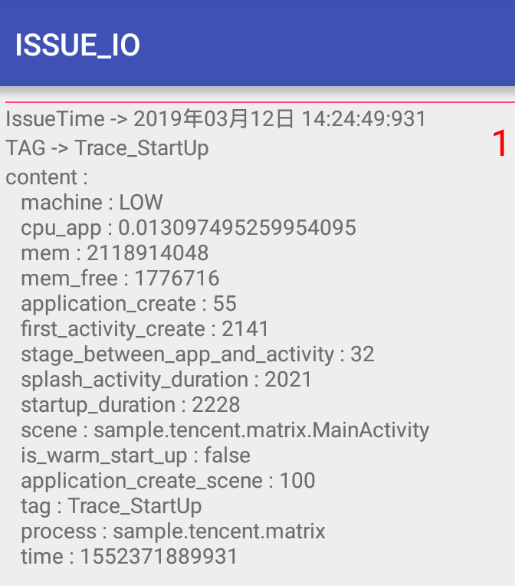 ISSUE_IO
IssueTime -> 2019年03月12日 14:24:49:931
TAG -> Trace_StartUp
1
content :
machine : LOW
cpu_app : 0.013097495259954095
mem : 2118914048
mem_free : 1776716
application_create : 55
first_activity_create : 2141
stage_between_app_and_activity : 32
splash_activity_duration : 2021
startup_duration : 2228
scene : sample.tencent.matrix.MainActivity
is_warm_start_up : false
application_create_scene : 100
tag : Trace_StartUp
process : sample.tencent.matrix
time : 1552371889931